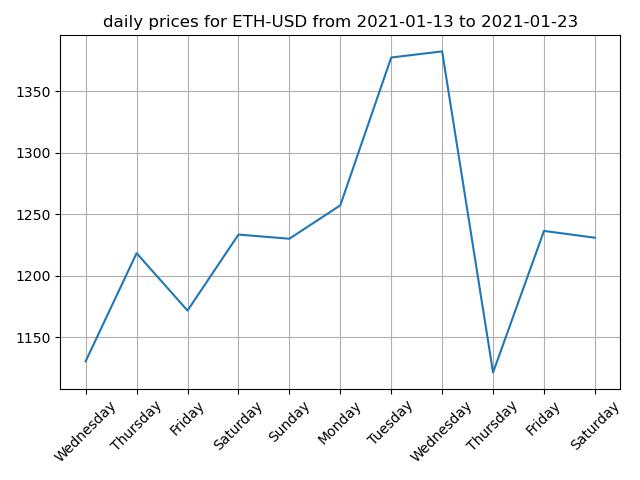 daily prices for ETH-USD from 2021-01-13 to 2021-01-23
1350
1300
1250
1200
1150
Wednesday
Thursday
Friday
Saturday
Sunday
Monday
Tuesday
Wednesday
Thursday
Friday
Saturday